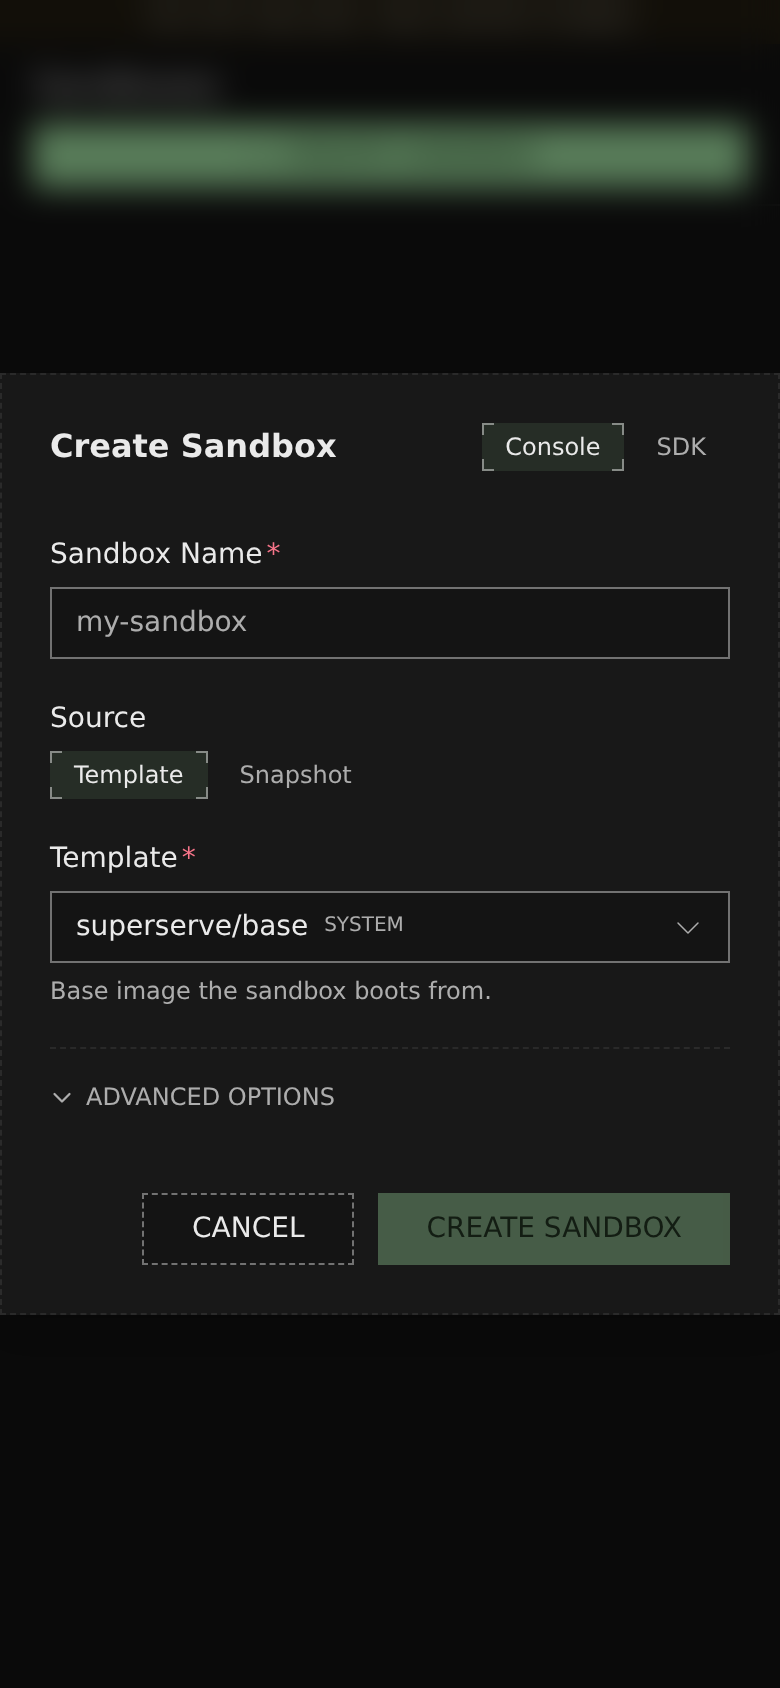 Create Sandbox
Console
SDK
Sandbox Name*
my-sandbox
Source
Template
Snapshot
Template*
superserve/base SYSTEM
Base image the sandbox boots from.
ADVANCED OPTIONS
CANCEL
CREATE SANDBOX